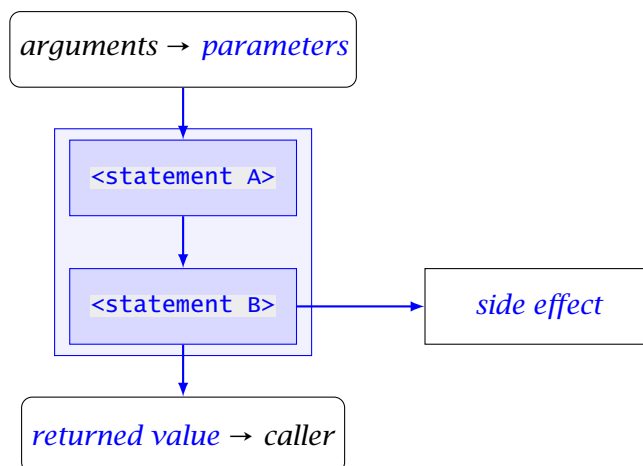 arguments → parameters
<statement A>
<statement B>
side effect
returned value → caller